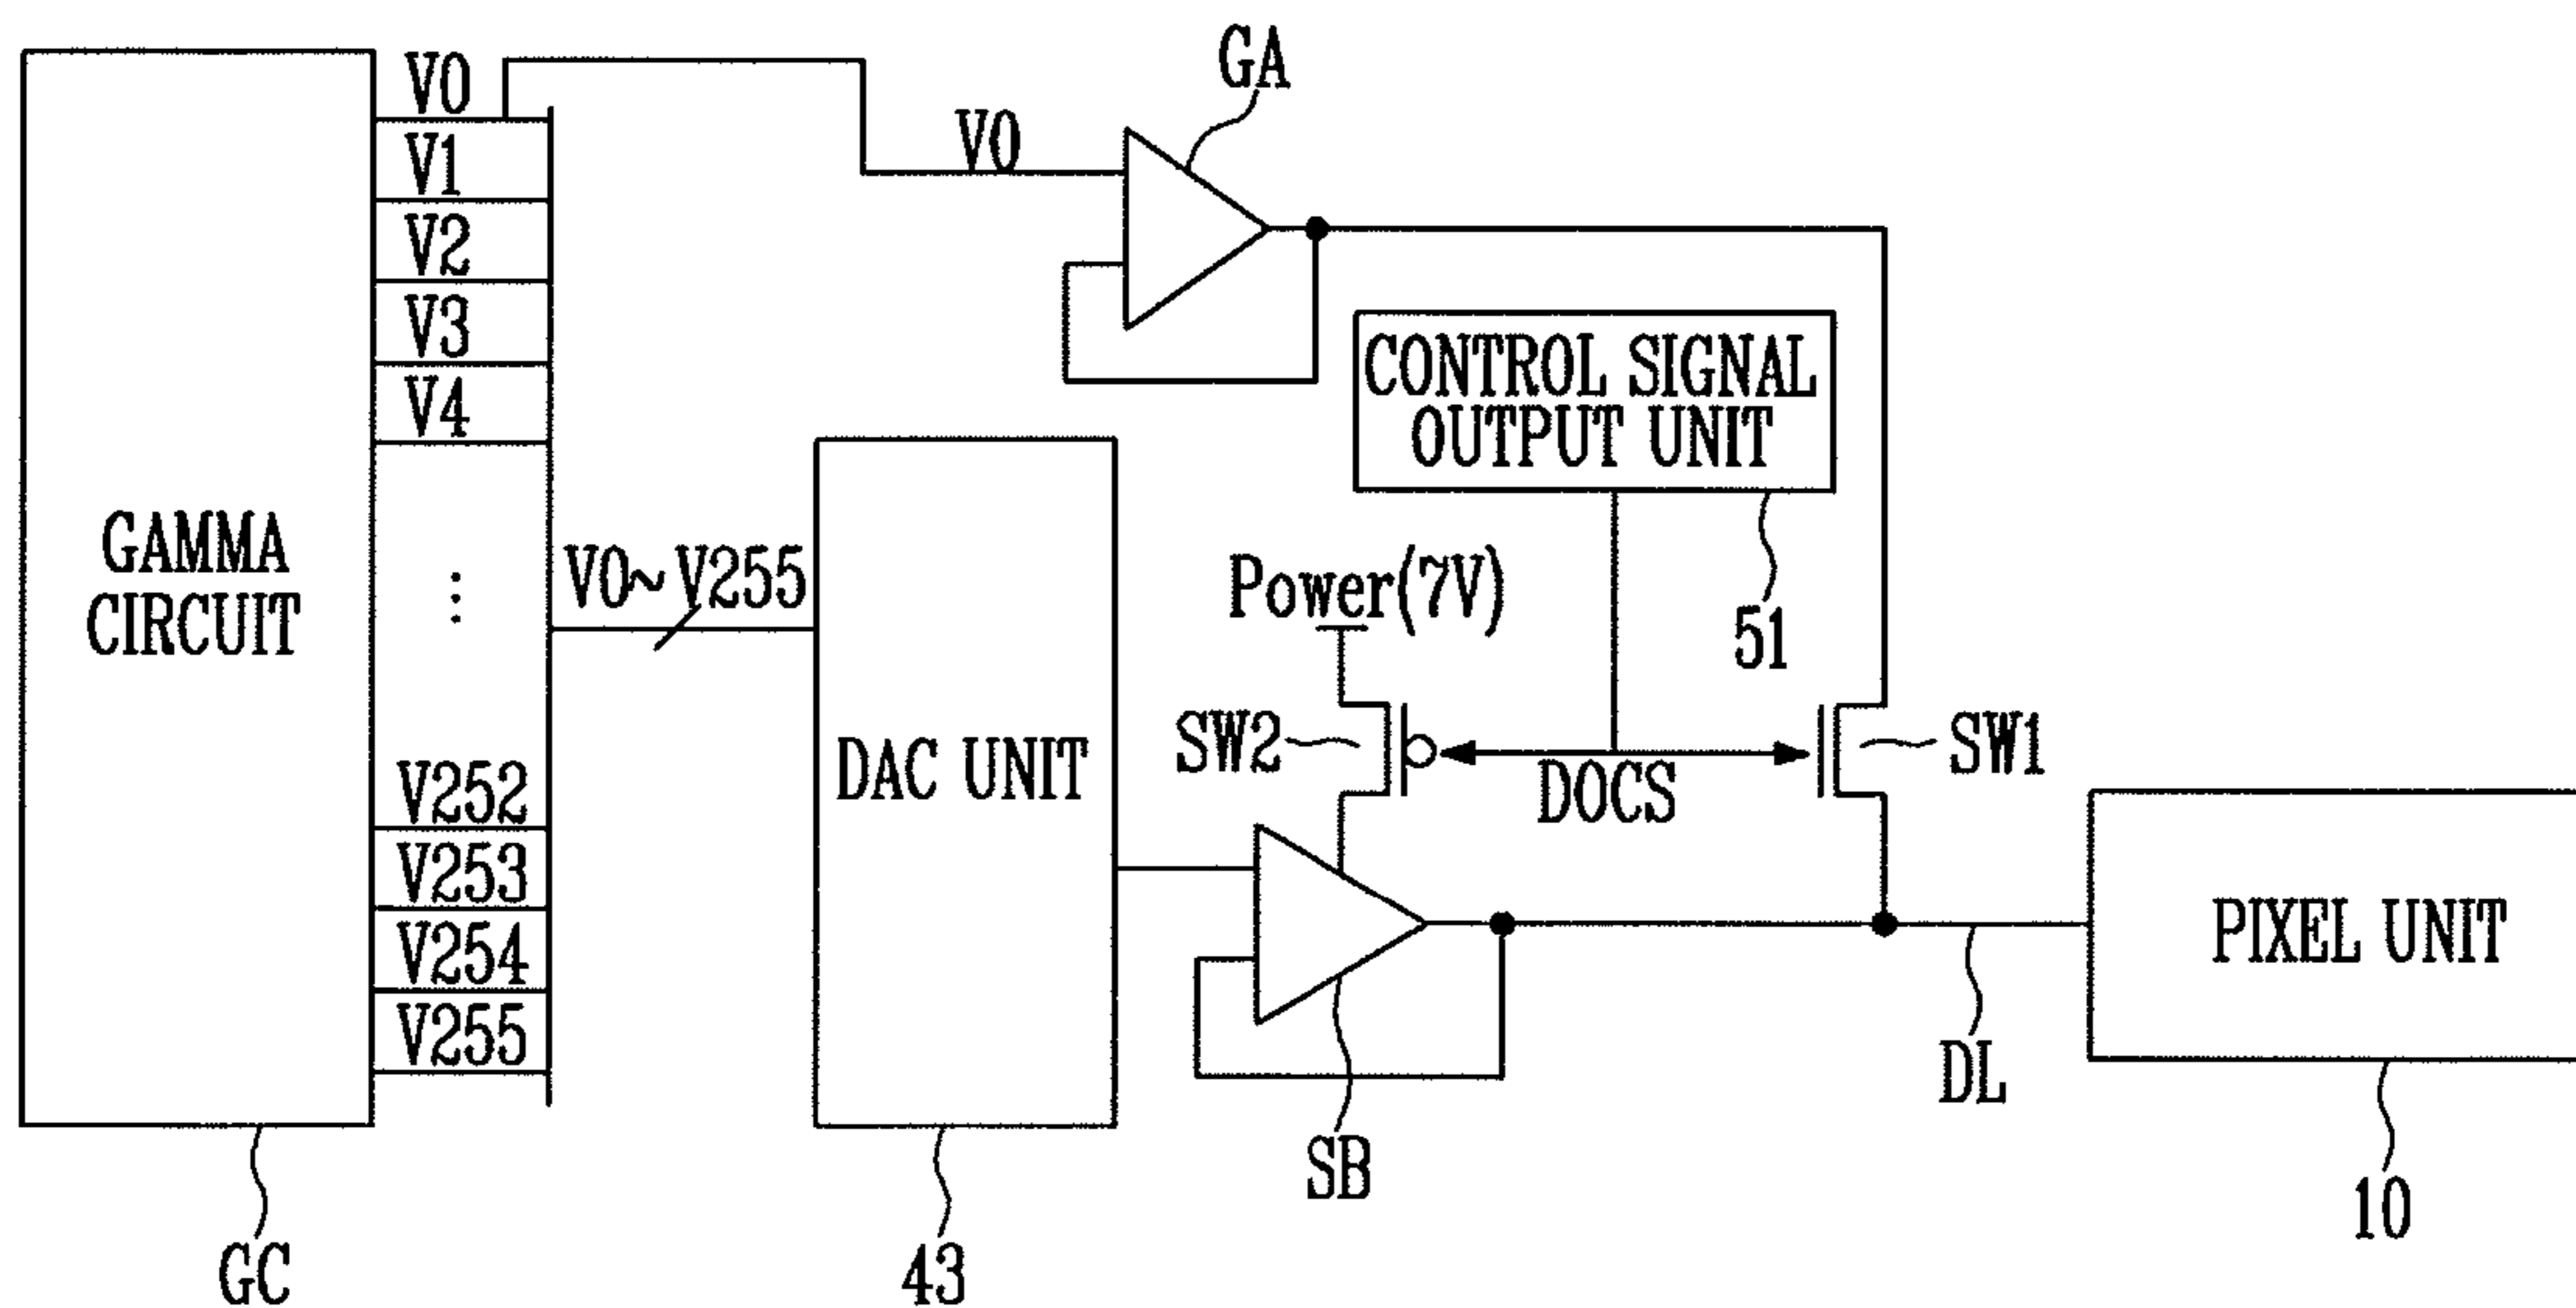 V0
V1
V2
V3
V4
⋮
V252
V253
V254
V255
GAMMA
CIRCUIT
GC
V0~V255
V0
GA
CONTROL SIGNAL
OUTPUT UNIT
51
Power(7V)
SW2
DOCS
SW1
DAC UNIT
43
SB
DL
PIXEL UNIT
10